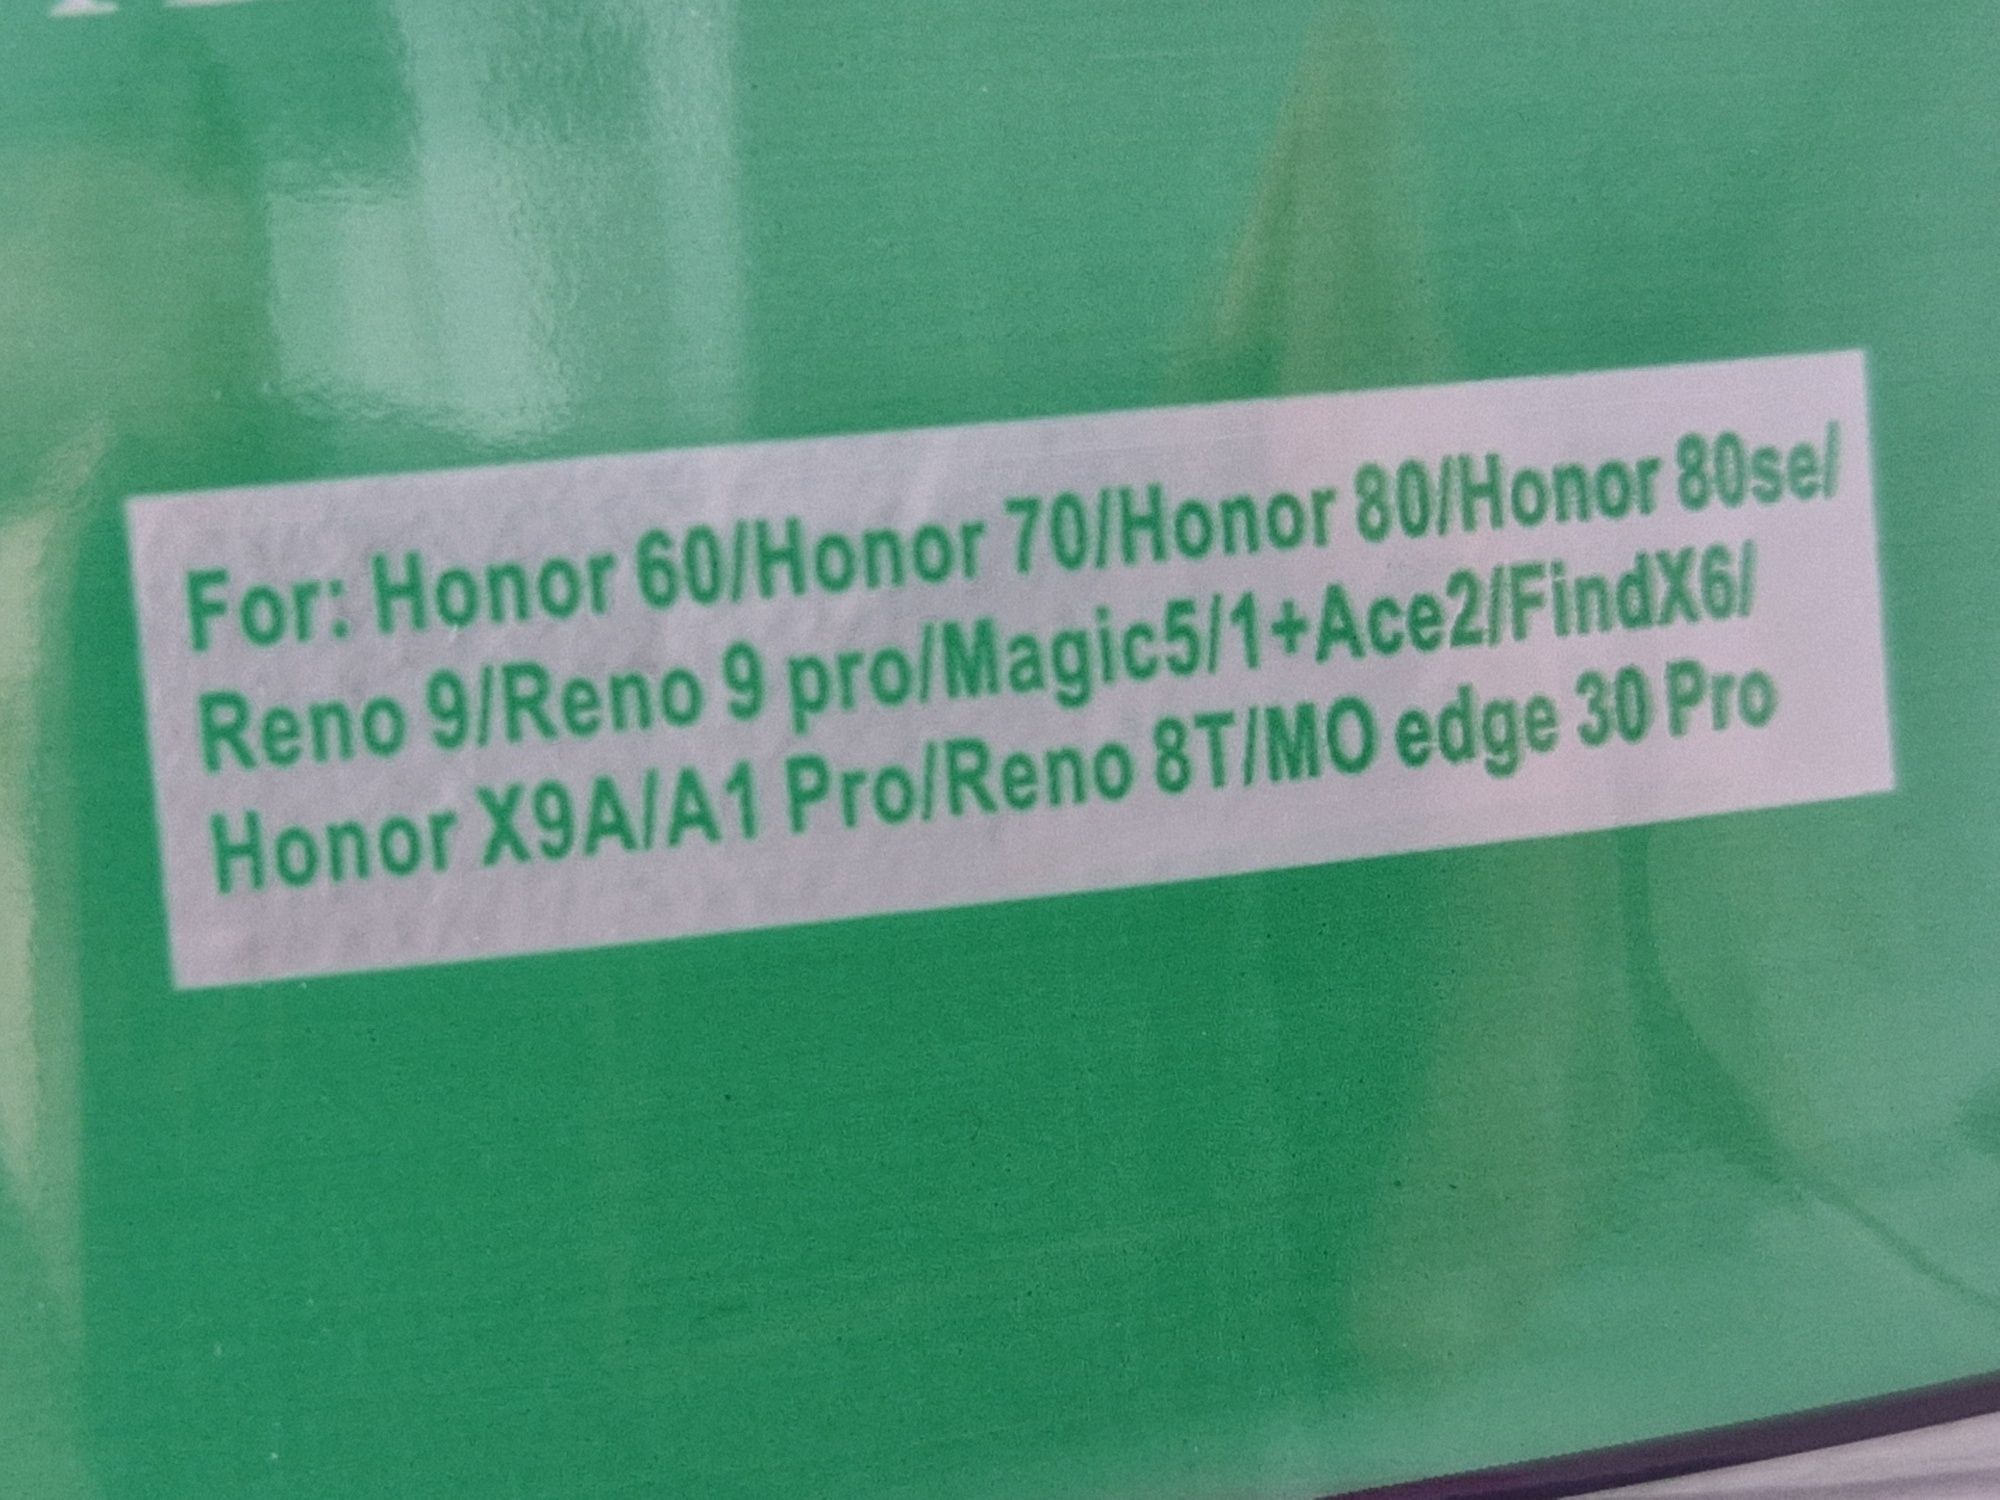 For: Honor 60/Honor 70/Honor 80/Honor 80se/
Reno 9/Reno 9 pro/Magic5/1+Ace2/FindX6/
Honor X9A/A1 Pro/Reno 8T/MO edge 30 Pro